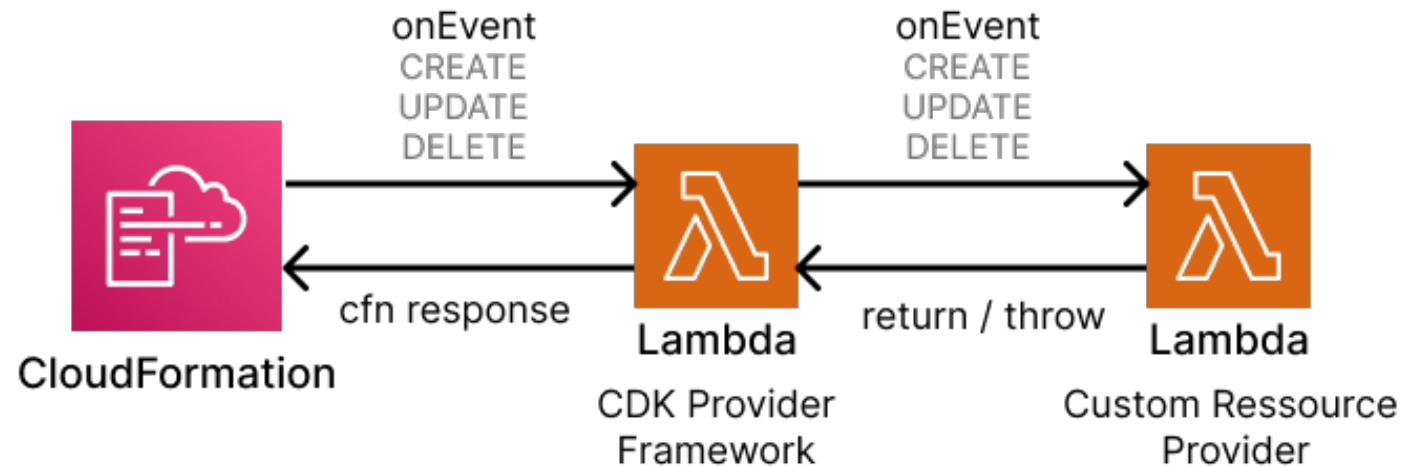 onEvent
CREATE
UPDATE
DELETE
onEvent
CREATE
UPDATE
DELETE
cfn response
return / throw
CloudFormation
Lambda
CDK Provider
Framework
Lambda
Custom Ressource
Provider